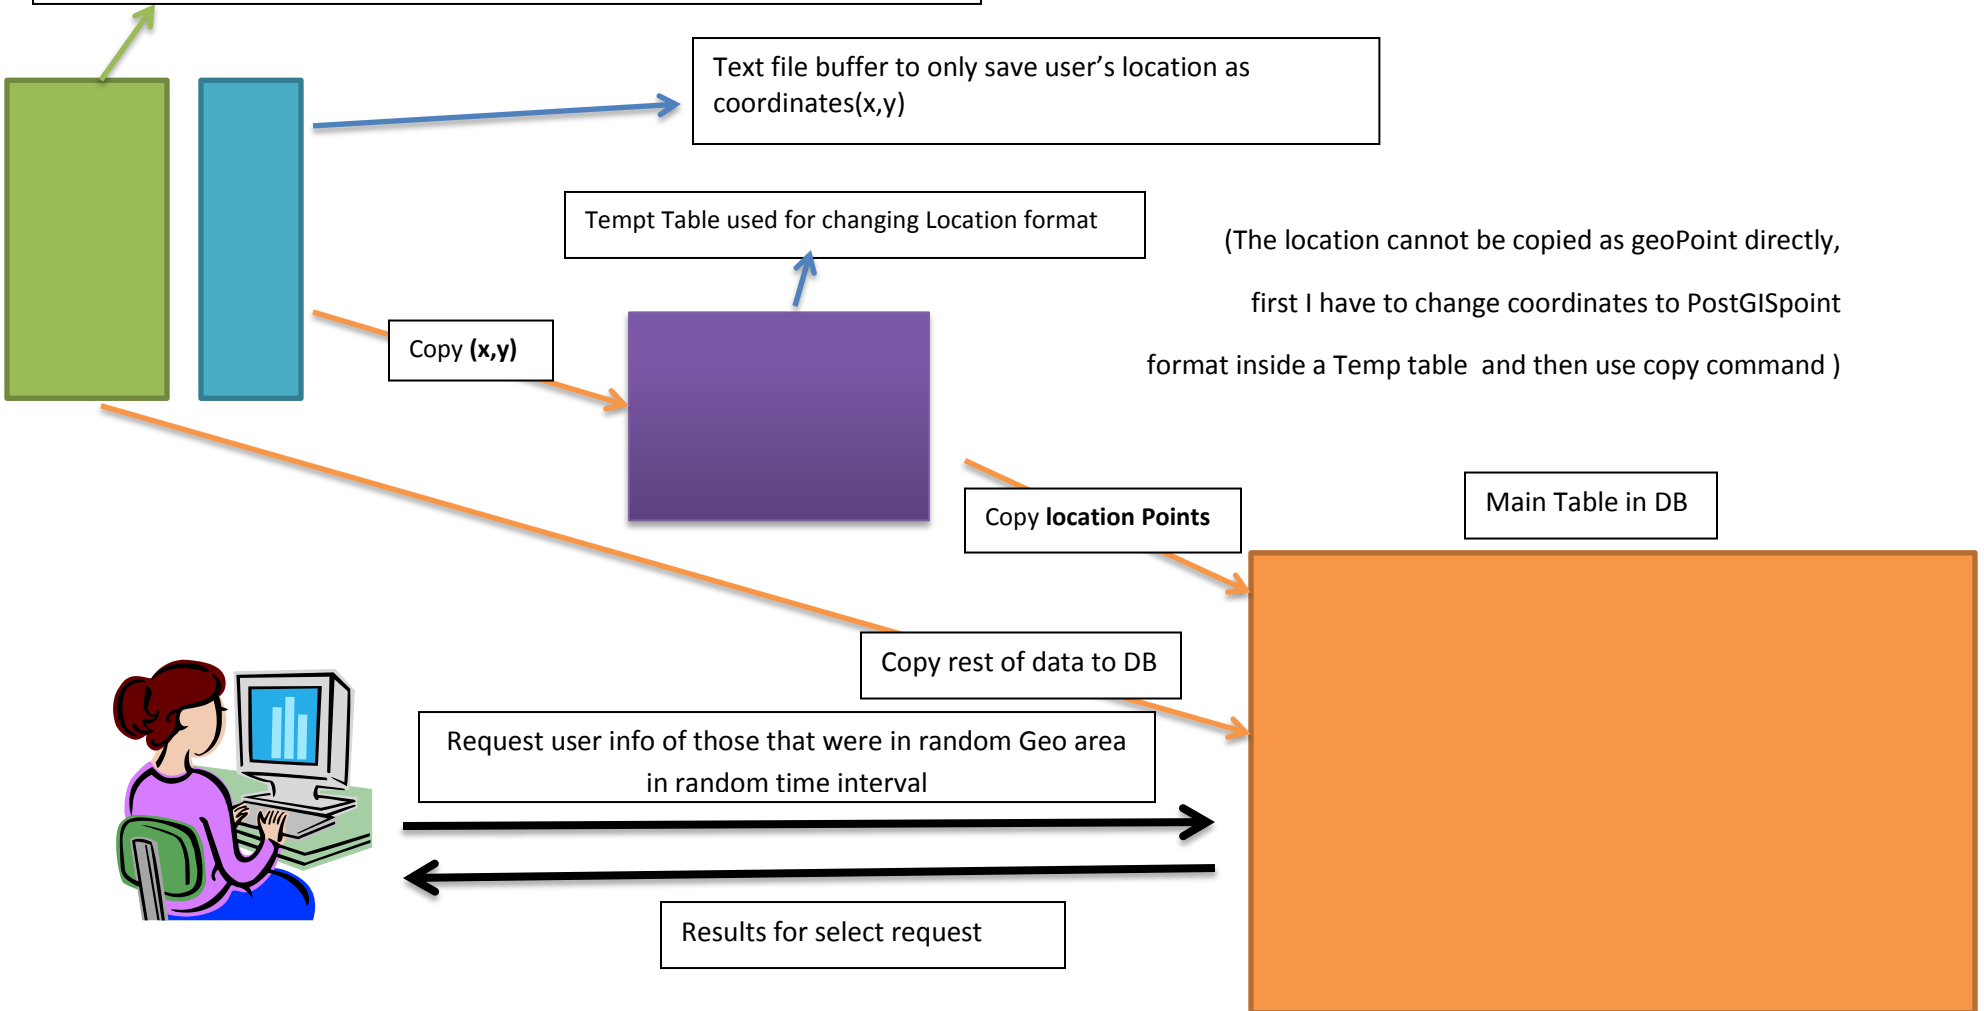 Text file buffer to only save user’s location as
coordinates(x,y)
Tempt Table used for changing Location format
(The location cannot be copied as geoPoint directly,
first I have to change coordinates to PostGISpoint
format inside a Temp table  and then use copy command )
Copy (x,y)
Main Table in DB
Copy location Points
Copy rest of data to DB
Request user info of those that were in random Geo area
in random time interval
Results for select request